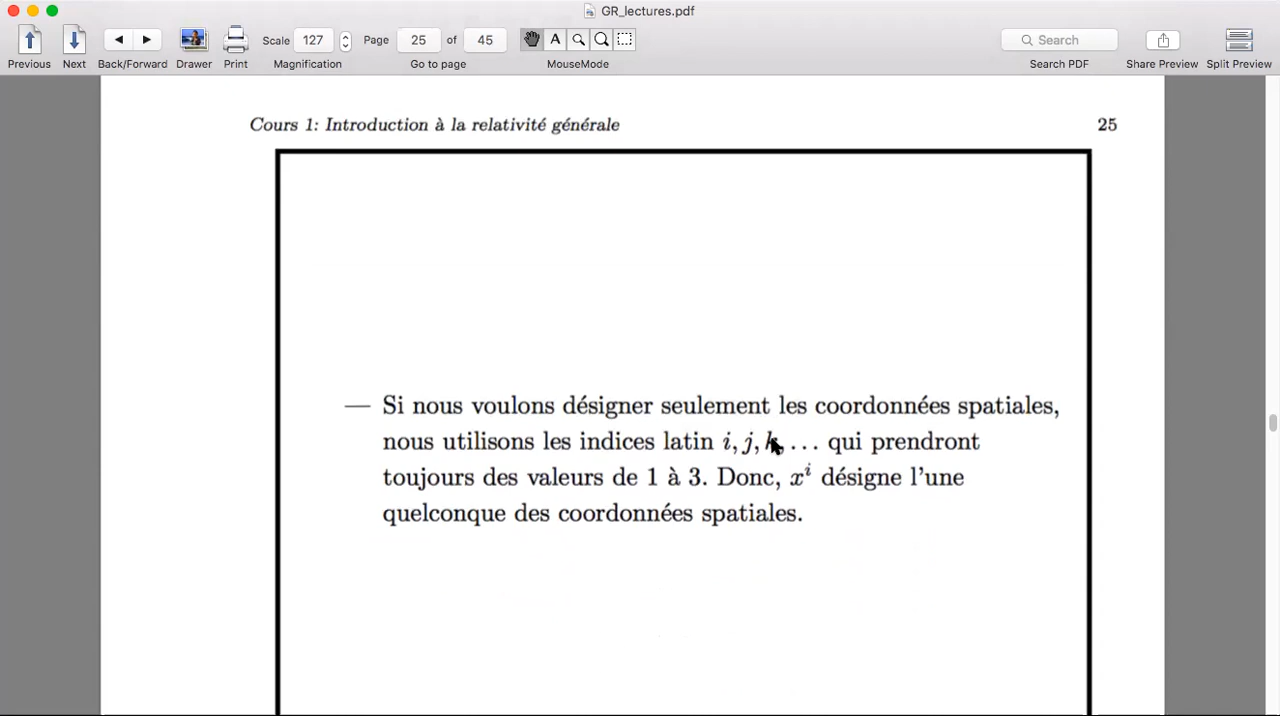 GR_lectures.pdf
Scale 127 Page 25 of 45 A Search
Previous Next Back/Forward Drawer Print Magnification Go to page MouseMode Search PDF Share Preview Split Preview
Cours 1: Introduction à la relativité générale 25
— Si nous voulons désigner seulement les coordonnées spatiales,
nous utilisons les indices latin i, j, k, ... qui prendront
toujours des valeurs de 1 à 3. Donc, xⁱ désigne l'une
quelconque des coordonnées spatiales.